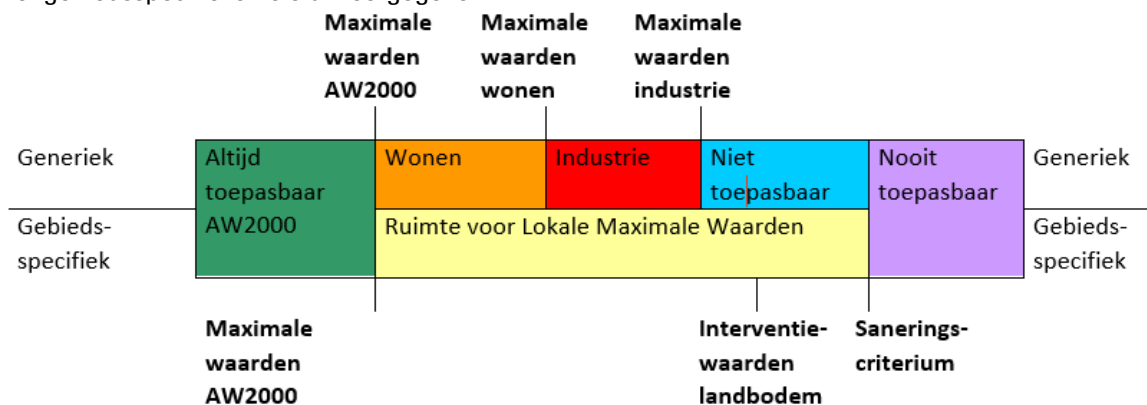 Maximale
waarden
AW2000
Maximale
waarden
wonen
Maximale
waarden
industrie
Generiek
Altijd
toepasbaar
AW2000
Wonen
Industrie
Niet
toepasbaar
Nooit
toepasbaar
Generiek
Gebieds-
specifiek
Ruimte voor Lokale Maximale Waarden
Gebieds-
specifiek
Maximale
waarden
AW2000
Interventie-
waarden
landbodem
Sanerings-
criterium